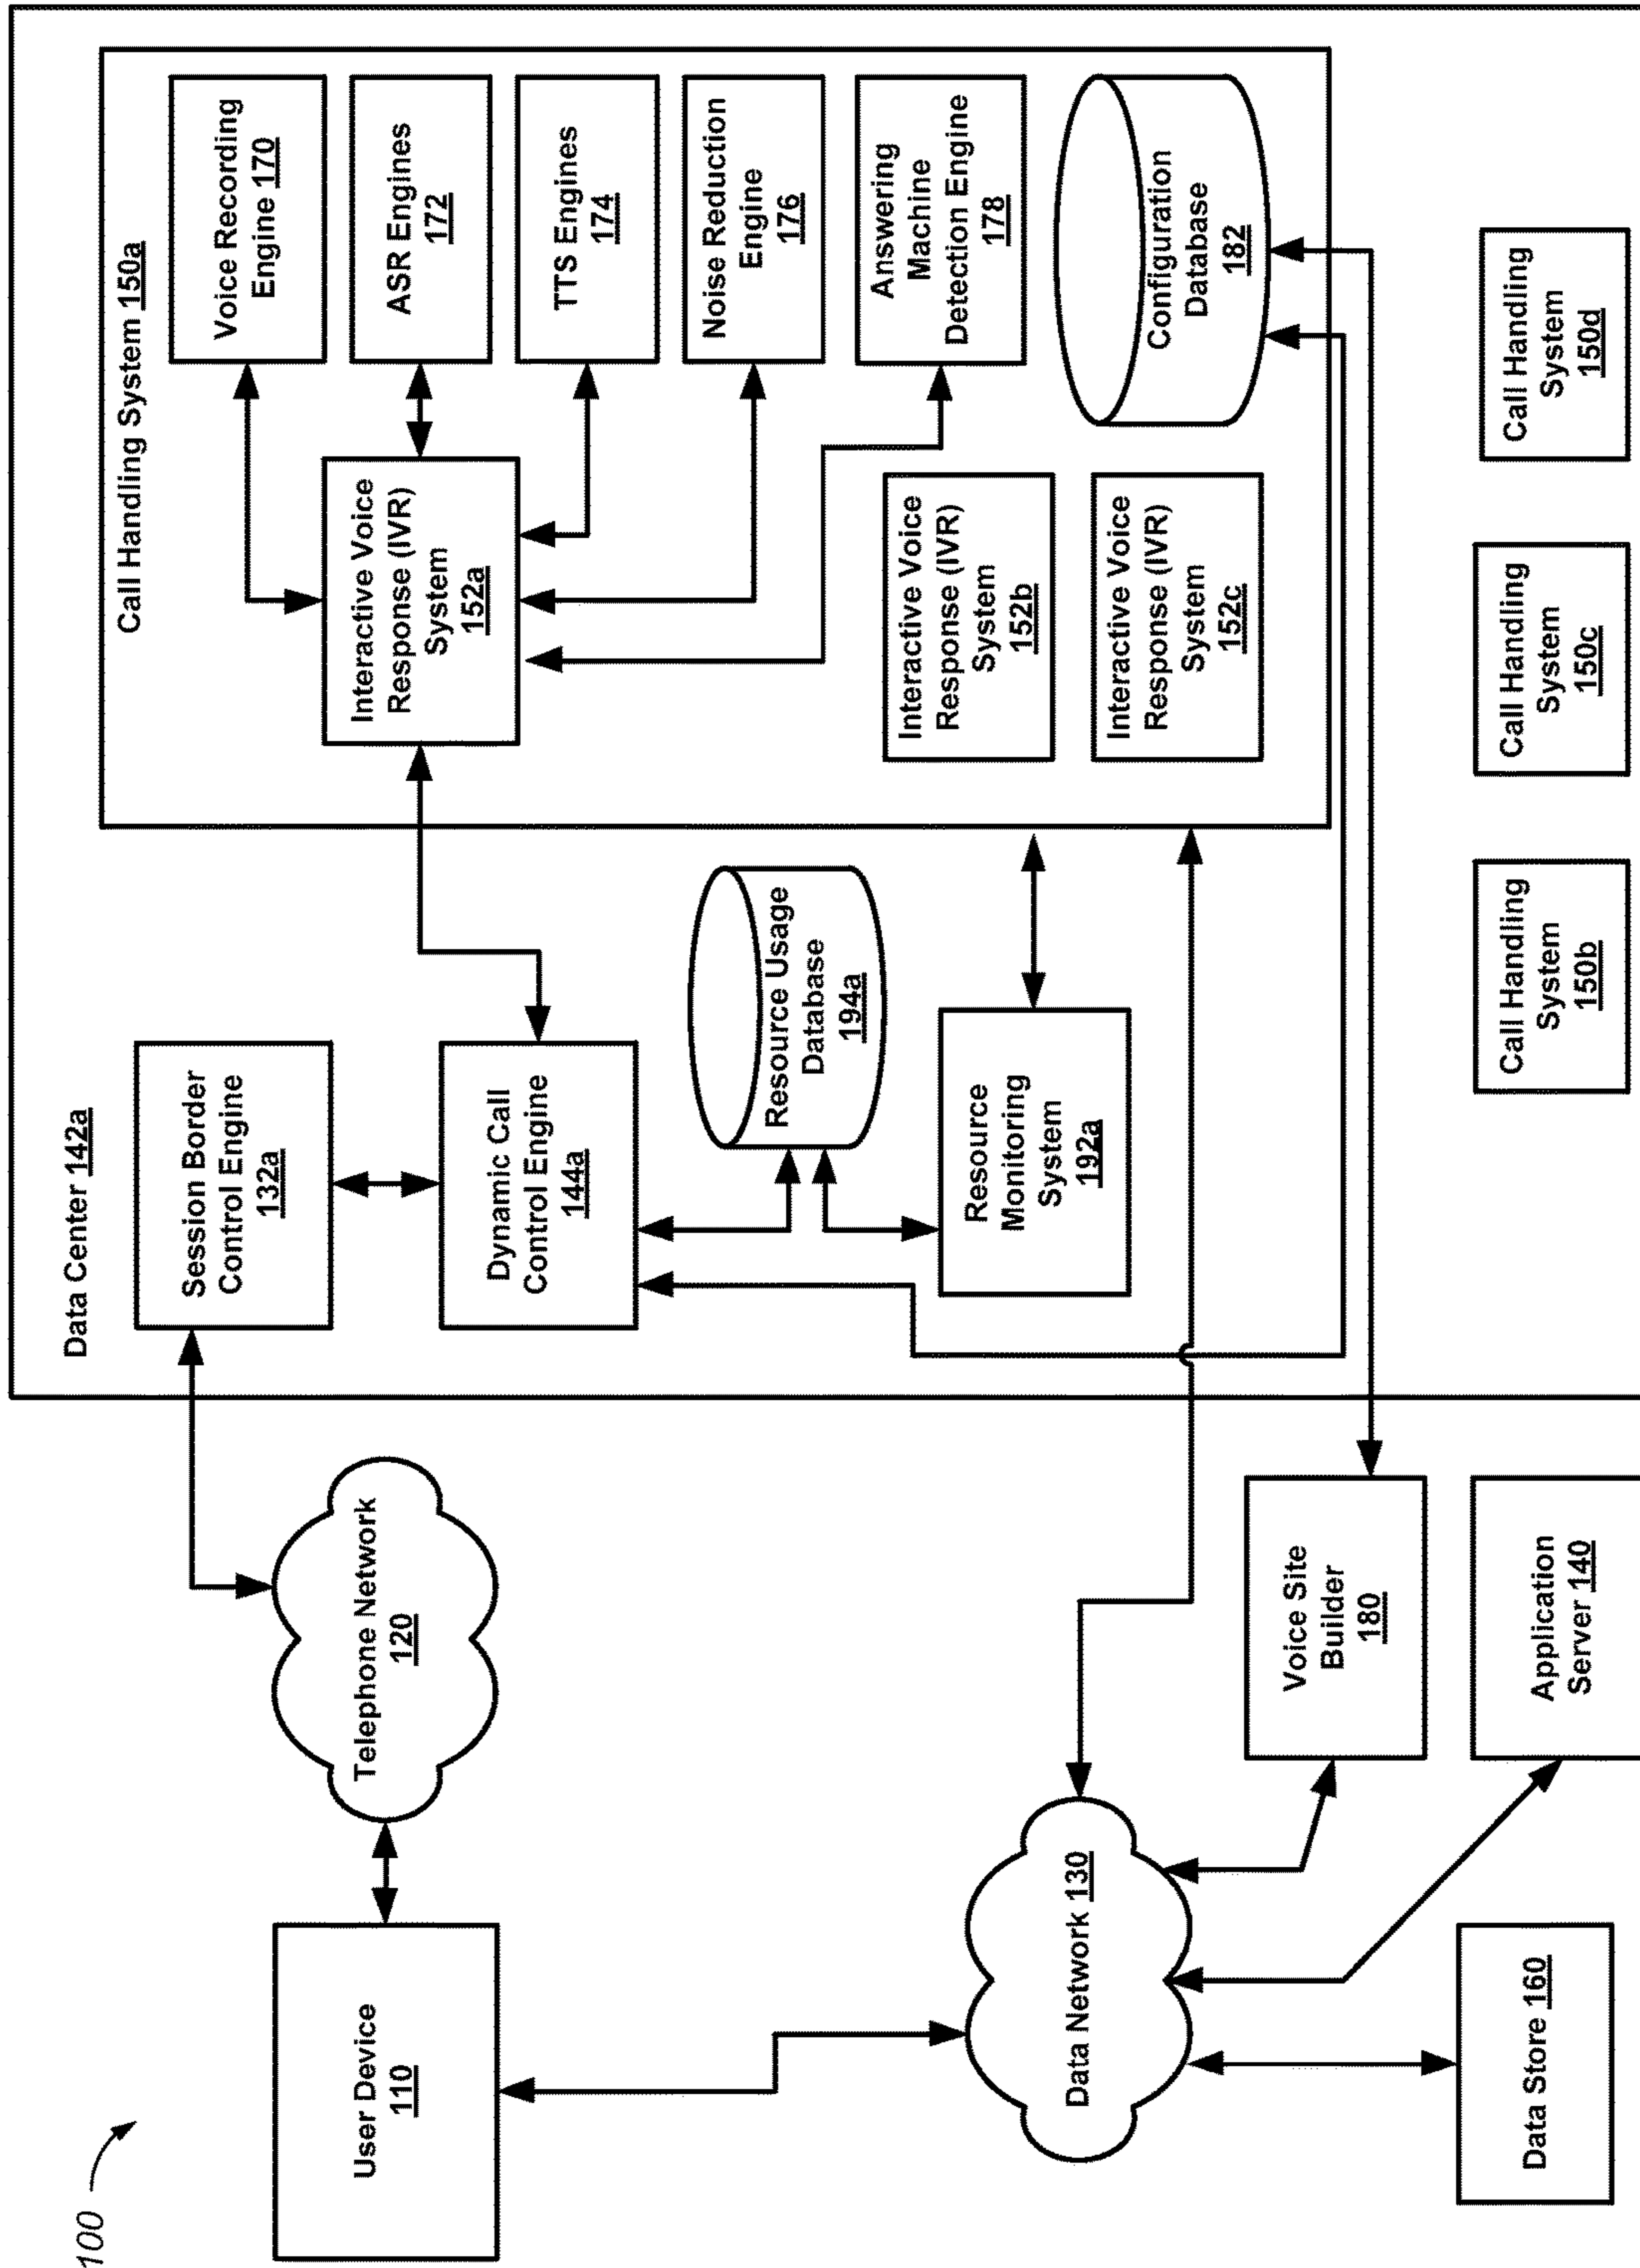 100
User Device
110
Telephone Network
120
Data Network 130
Data Store 160
Voice Site
Builder
180
Application
Server 140
Data Center 142a
Session Border
Control Engine
132a
Dynamic Call
Control Engine
144a
Resource Usage
Database
194a
Resource
Monitoring
System
192a
Call Handling System 150a
Interactive Voice
Response (IVR)
System
152a
Voice Recording
Engine 170
ASR Engines
172
TTS Engines
174
Noise Reduction
Engine
176
Answering
Machine
Detection Engine
178
Interactive Voice
Response (IVR)
System
152b
Interactive Voice
Response (IVR)
System
152c
Configuration
Database
182
Call Handling
System
150b
Call Handling
System
150c
Call Handling
System
150d